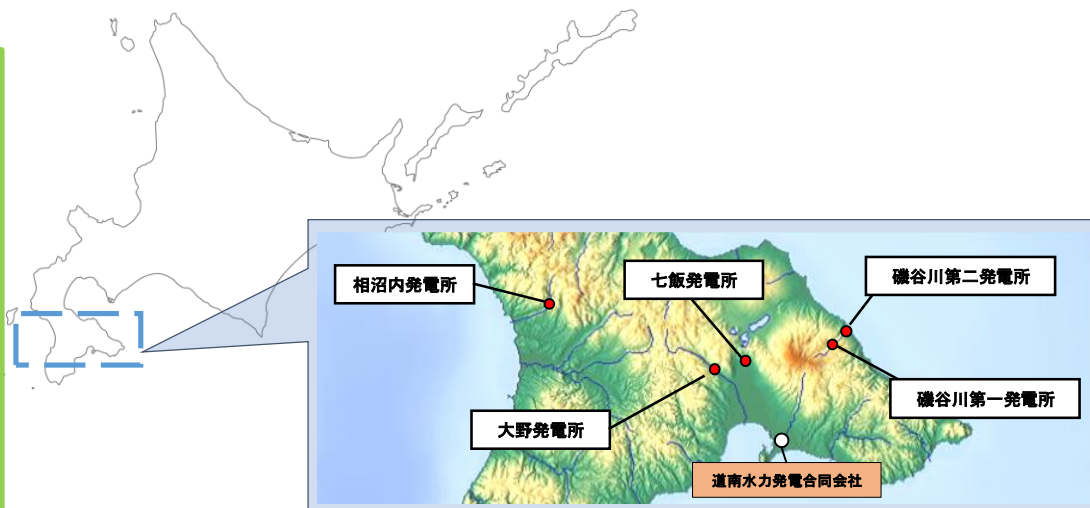 相沼内発電所
七飯発電所
磯谷川第二発電所
磯谷川第一発電所
大野発電所
道南水力発電合同会社